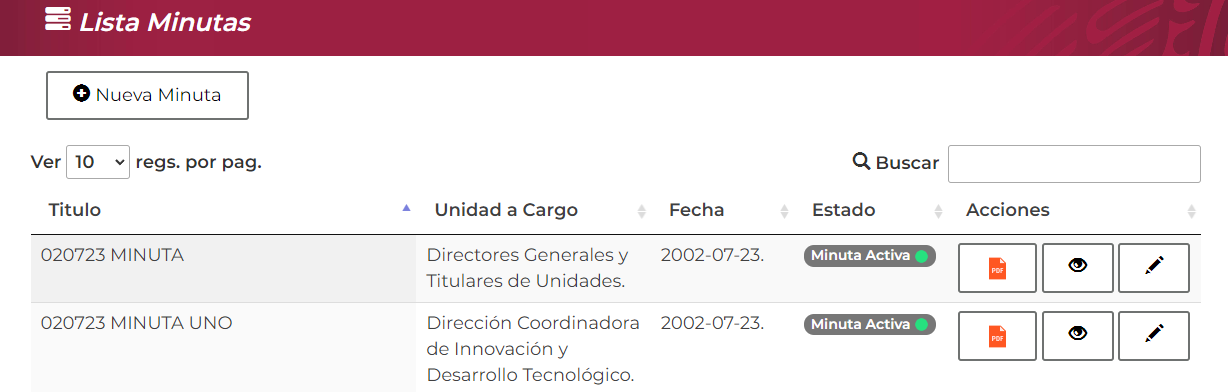 Lista Minutas
Nueva Minuta
Ver 10 regs. por pag.
Buscar
Titulo Unidad a Cargo Fecha Estado Acciones
020723 MINUTA Directores Generales y 2002-07-23. Minuta Activa PDF
Titulares de Unidades.
020723 MINUTA UNO Dirección Coordinadora 2002-07-23. Minuta Activa PDF
de Innovación y
Desarrollo Tecnológico.